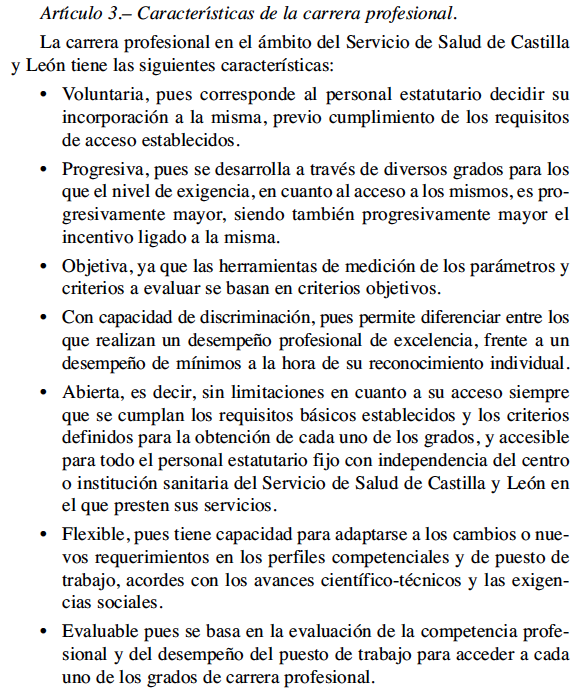 Artículo 3.– Características de la carrera profesional.
La carrera profesional en el ámbito del Servicio de Salud de Castilla
y León tiene las siguientes características:
• Voluntaria, pues corresponde al personal estatutario decidir su
incorporación a la misma, previo cumplimiento de los requisitos
de acceso establecidos.
• Progresiva, pues se desarrolla a través de diversos grados para los
que el nivel de exigencia, en cuanto al acceso a los mismos, es pro-
gresivamente mayor, siendo también progresivamente mayor el
incentivo ligado a la misma.
• Objetiva, ya que las herramientas de medición de los parámetros y
criterios a evaluar se basan en criterios objetivos.
• Con capacidad de discriminación, pues permite diferenciar entre los
que realizan un desempeño profesional de excelencia, frente a un
desempeño de mínimos a la hora de su reconocimiento individual.
• Abierta, es decir, sin limitaciones en cuanto a su acceso siempre
que se cumplan los requisitos básicos establecidos y los criterios
definidos para la obtención de cada uno de los grados, y accesible
para todo el personal estatutario fijo con independencia del centro
o institución sanitaria del Servicio de Salud de Castilla y León en
el que presten sus servicios.
• Flexible, pues tiene capacidad para adaptarse a los cambios o nue-
vos requerimientos en los perfiles competenciales y de puesto de
trabajo, acordes con los avances científico-técnicos y las exigen-
cias sociales.
• Evaluable pues se basa en la evaluación de la competencia profe-
sional y del desempeño del puesto de trabajo para acceder a cada
uno de los grados de carrera profesional.